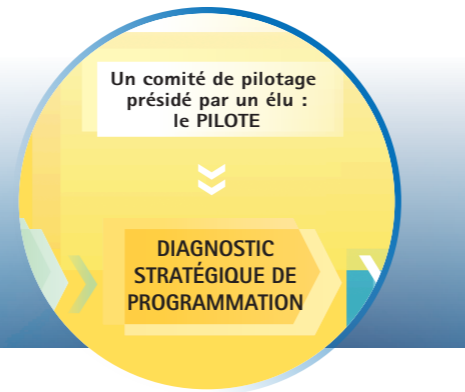 Un comité de pilotage
présidé par un élu :
le PILOTE
DIAGNOSTIC
STRATÉGIQUE DE
PROGRAMMATION